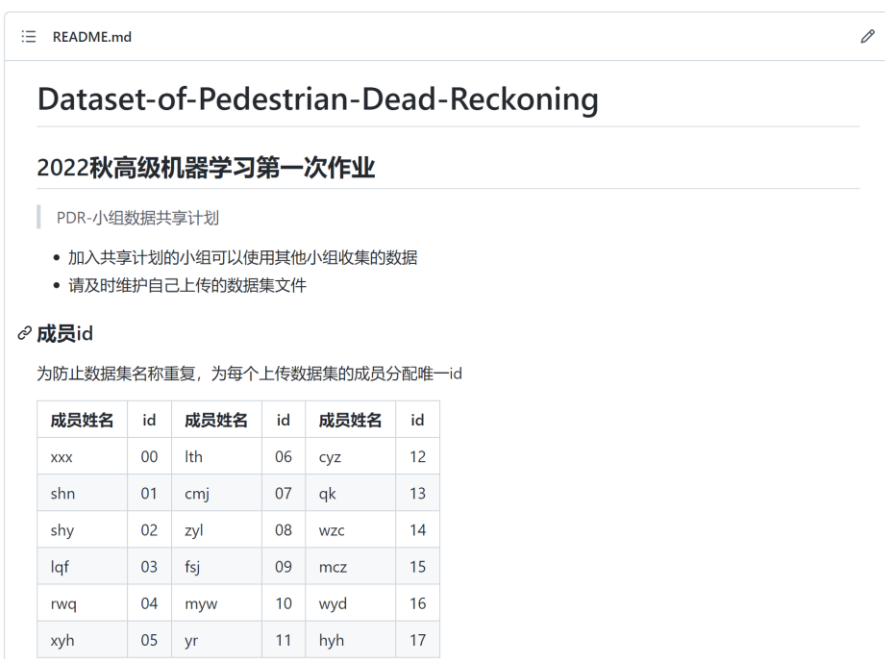 README.md
Dataset-of-Pedestrian-Dead-Reckoning
2022秋高级机器学习第一次作业
PDR-小组数据共享计划
加入共享计划的小组可以使用其他小组收集的数据
请及时维护自己上传的数据集文件
成员id
为防止数据集名称重复，为每个上传数据集的成员分配唯一id
成员姓名 id 成员姓名 id 成员姓名 id
xxx 00 lth 06 cyz 12
shn 01 cmj 07 qk 13
shy 02 zyl 08 wzc 14
lqf 03 fsj 09 mcz 15
rwq 04 myw 10 wyd 16
xyh 05 yr 11 hyh 17